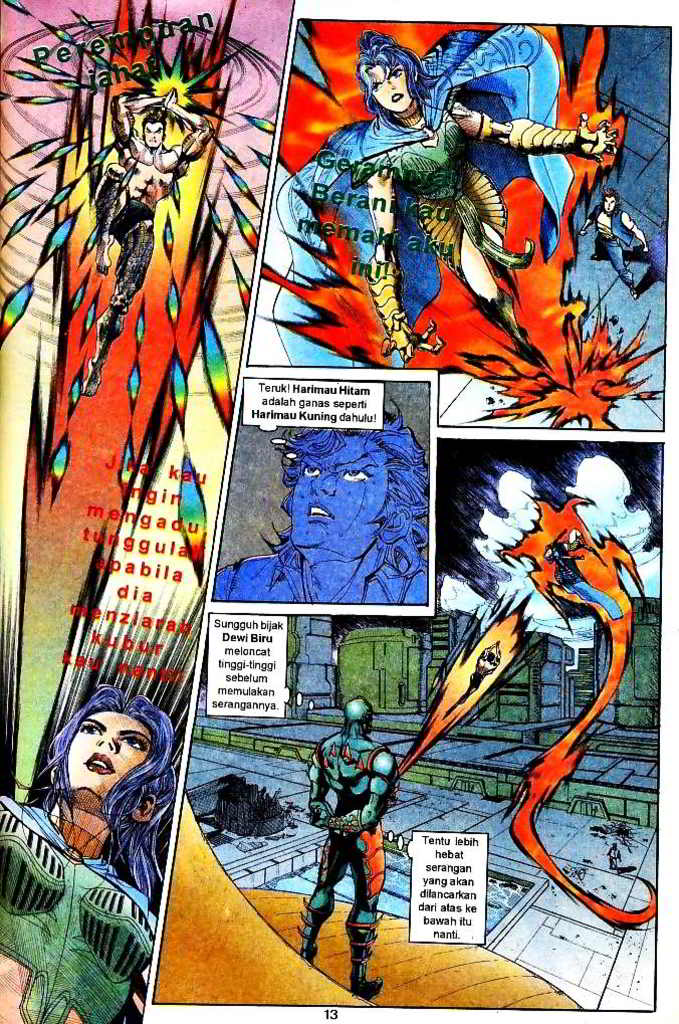 Perempuan
jahat
Geramnya!
Berani kau
memaki aku
ini!
Teruk! Harimau Hitam
adalah ganas seperti
Harimau Kuning dahulu!
Jika kau
ingin
mengadu,
tunggulah
apabila
dia
menziarah
kubur
kau nanti!
Sungguh bijak
Dewi Biru
meloncat
tinggi-tinggi
sebelum
memulakan
serangannya.
Tentu lebih
hebat
serangan
yang akan
dilancarkan
dari atas ke
bawah itu
nanti.
13